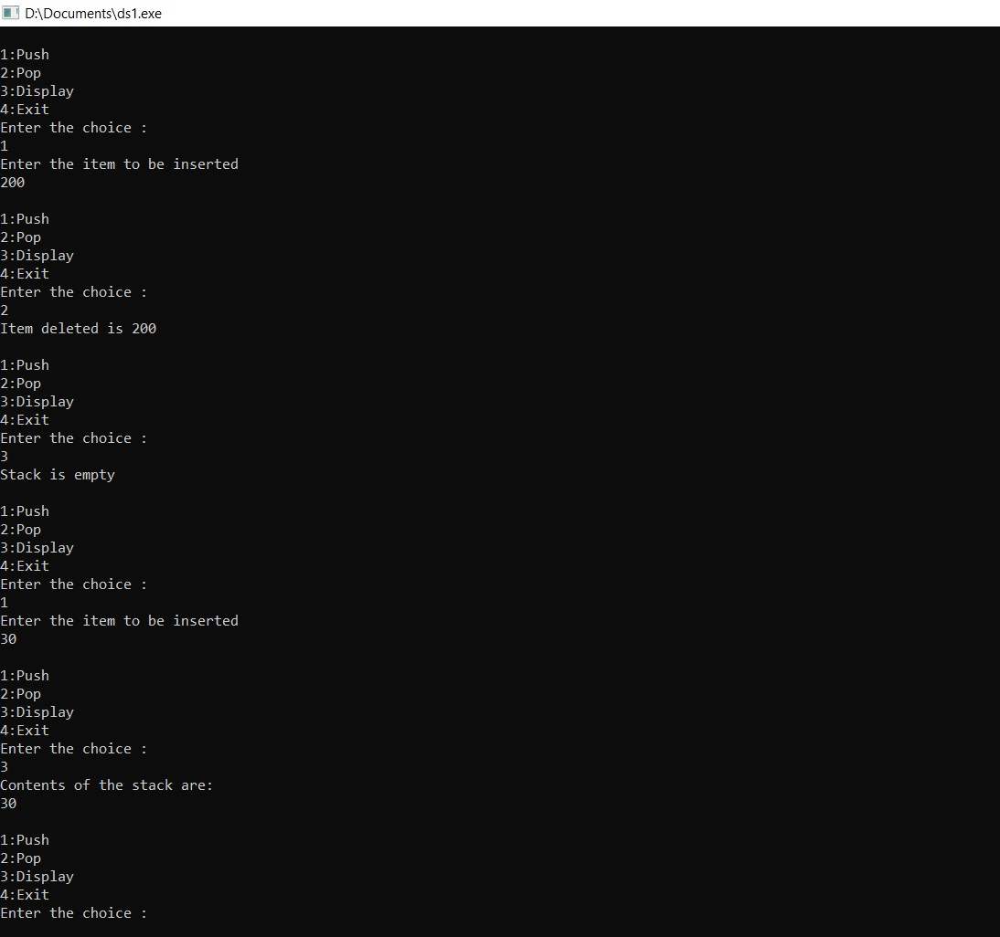 D:\Documents\ds1.exe
1:Push
2:Pop
3:Display
4:Exit
Enter the choice :
1
Enter the item to be inserted
200
1:Push
2:Pop
3:Display
4:Exit
Enter the choice :
2
Item deleted is 200
1:Push
2:Pop
3:Display
4:Exit
Enter the choice :
3
Stack is empty
1:Push
2:Pop
3:Display
4:Exit
Enter the choice :
1
Enter the item to be inserted
30
1:Push
2:Pop
3:Display
4:Exit
Enter the choice :
3
Contents of the stack are:
30
1:Push
2:Pop
3:Display
4:Exit
Enter the choice :